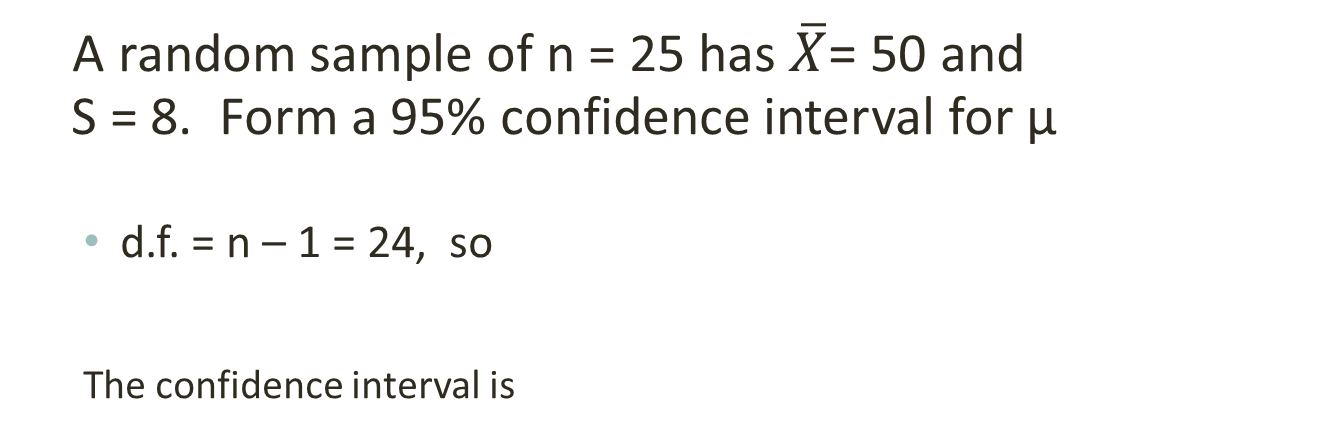 A random sample of n = 25 has X̅ = 50 and
S = 8.  Form a 95% confidence interval for μ
• d.f. = n – 1 = 24,  so
The confidence interval is